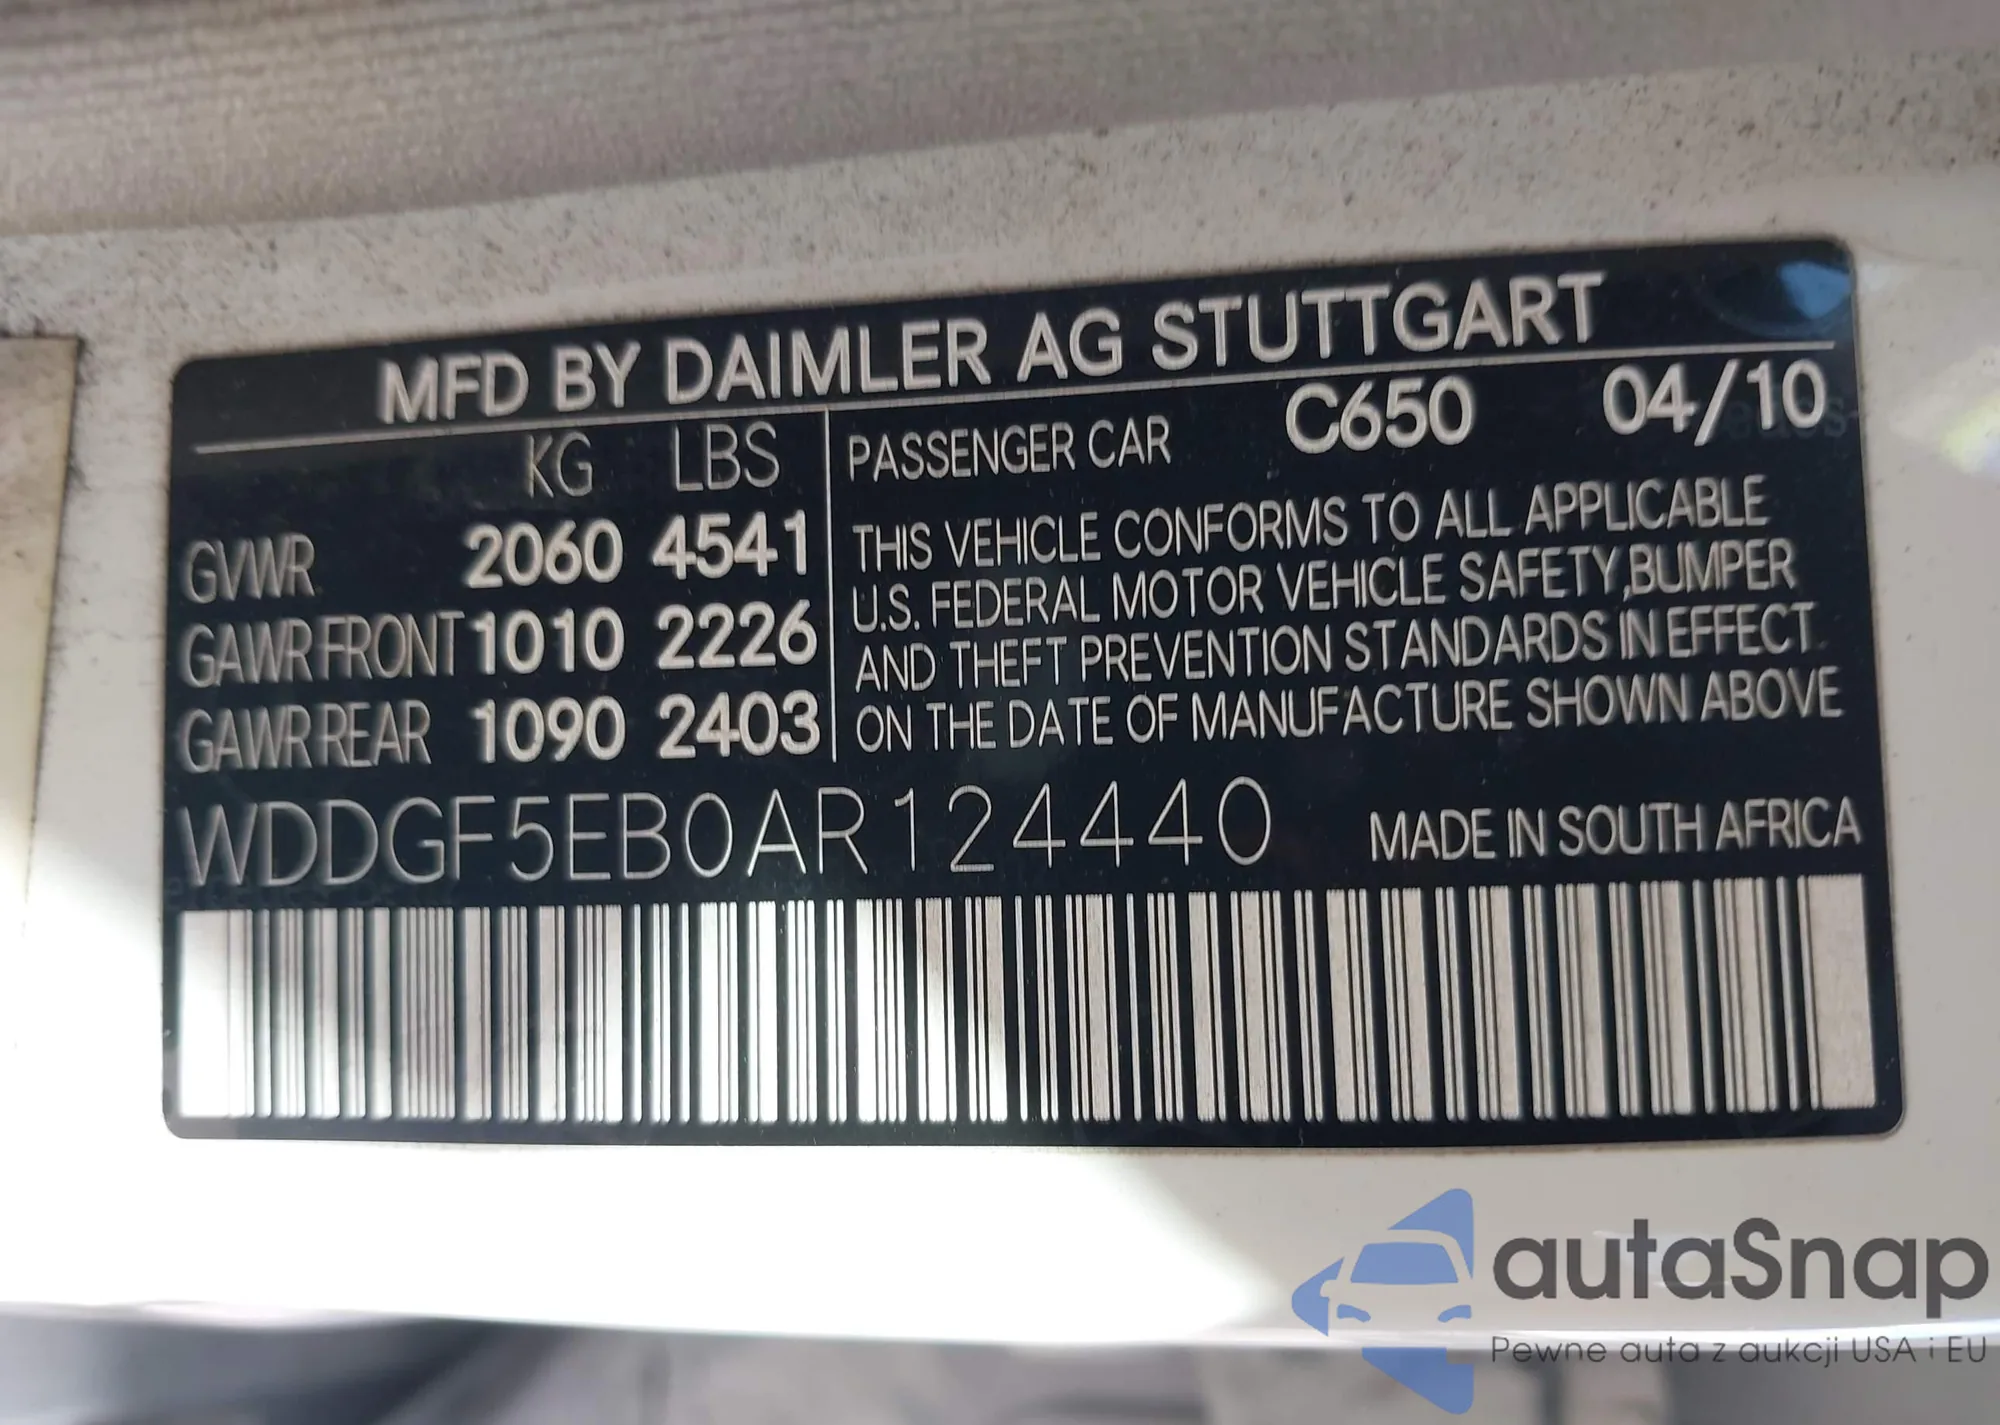 MFD BY DAIMLER AG STUTTGART
KG LBS
GVWR 2060 4541
GAWR FRONT 1010 2226
GAWR REAR 1090 2403
PASSENGER CAR C650 04/10
THIS VEHICLE CONFORMS TO ALL APPLICABLE
U.S. FEDERAL MOTOR VEHICLE SAFETY,BUMPER
AND THEFT PREVENTION STANDARDS IN EFFECT
ON THE DATE OF MANUFACTURE SHOWN ABOVE
WDDGF5EB0AR124440 MADE IN SOUTH AFRICA
autaSnap
Pewne auta z aukcji USA i EU